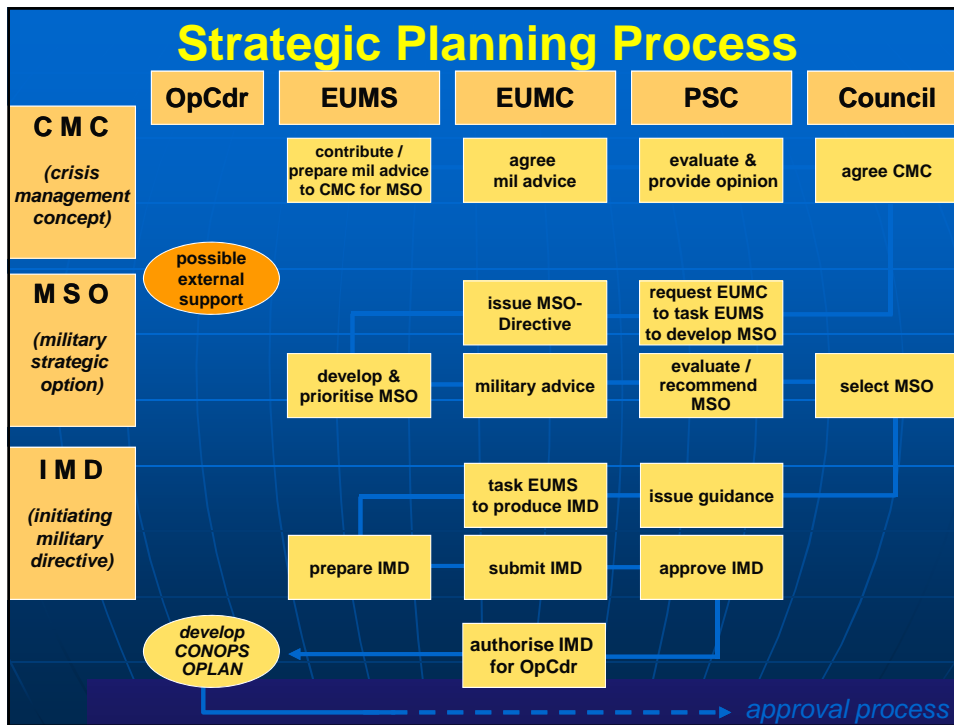 Strategic Planning Process
OpCdr
EUMS
EUMC
PSC
Council
C M C
(crisis
management
concept)
contribute /
prepare mil advice
to CMC for MSO
agree
mil advice
evaluate &
provide opinion
agree CMC
possible
external
support
M S O
(military
strategic
option)
issue MSO-
Directive
request EUMC
to task EUMS
to develop MSO
develop &
prioritise MSO
military advice
evaluate /
recommend
MSO
select MSO
I M D
(initiating
military
directive)
task EUMS
to produce IMD
issue guidance
prepare IMD
submit IMD
approve IMD
develop
CONOPS
OPLAN
authorise IMD
for OpCdr
approval process